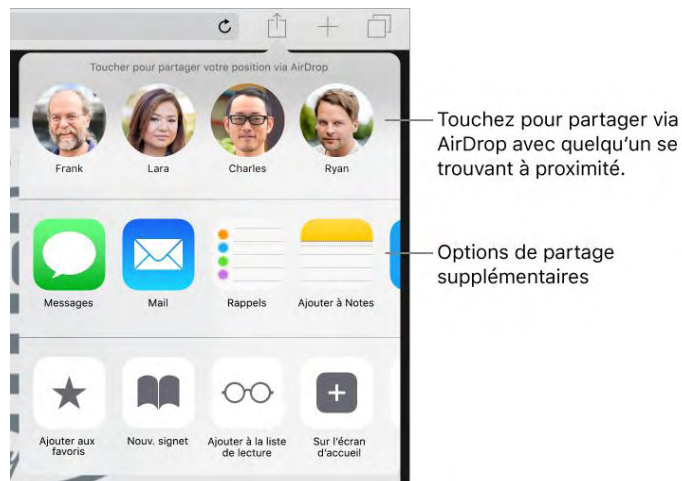 Toucher pour partager votre position via AirDrop
Frank
Lara
Charles
Ryan
Touchez pour partager via
AirDrop avec quelqu'un se
trouvant à proximité.
Messages
Mail
Rappels
Ajouter à Notes
Options de partage
supplémentaires
Ajouter aux
favoris
Nouv. signet
Ajouter à la liste
de lecture
Sur l'écran
d'accueil